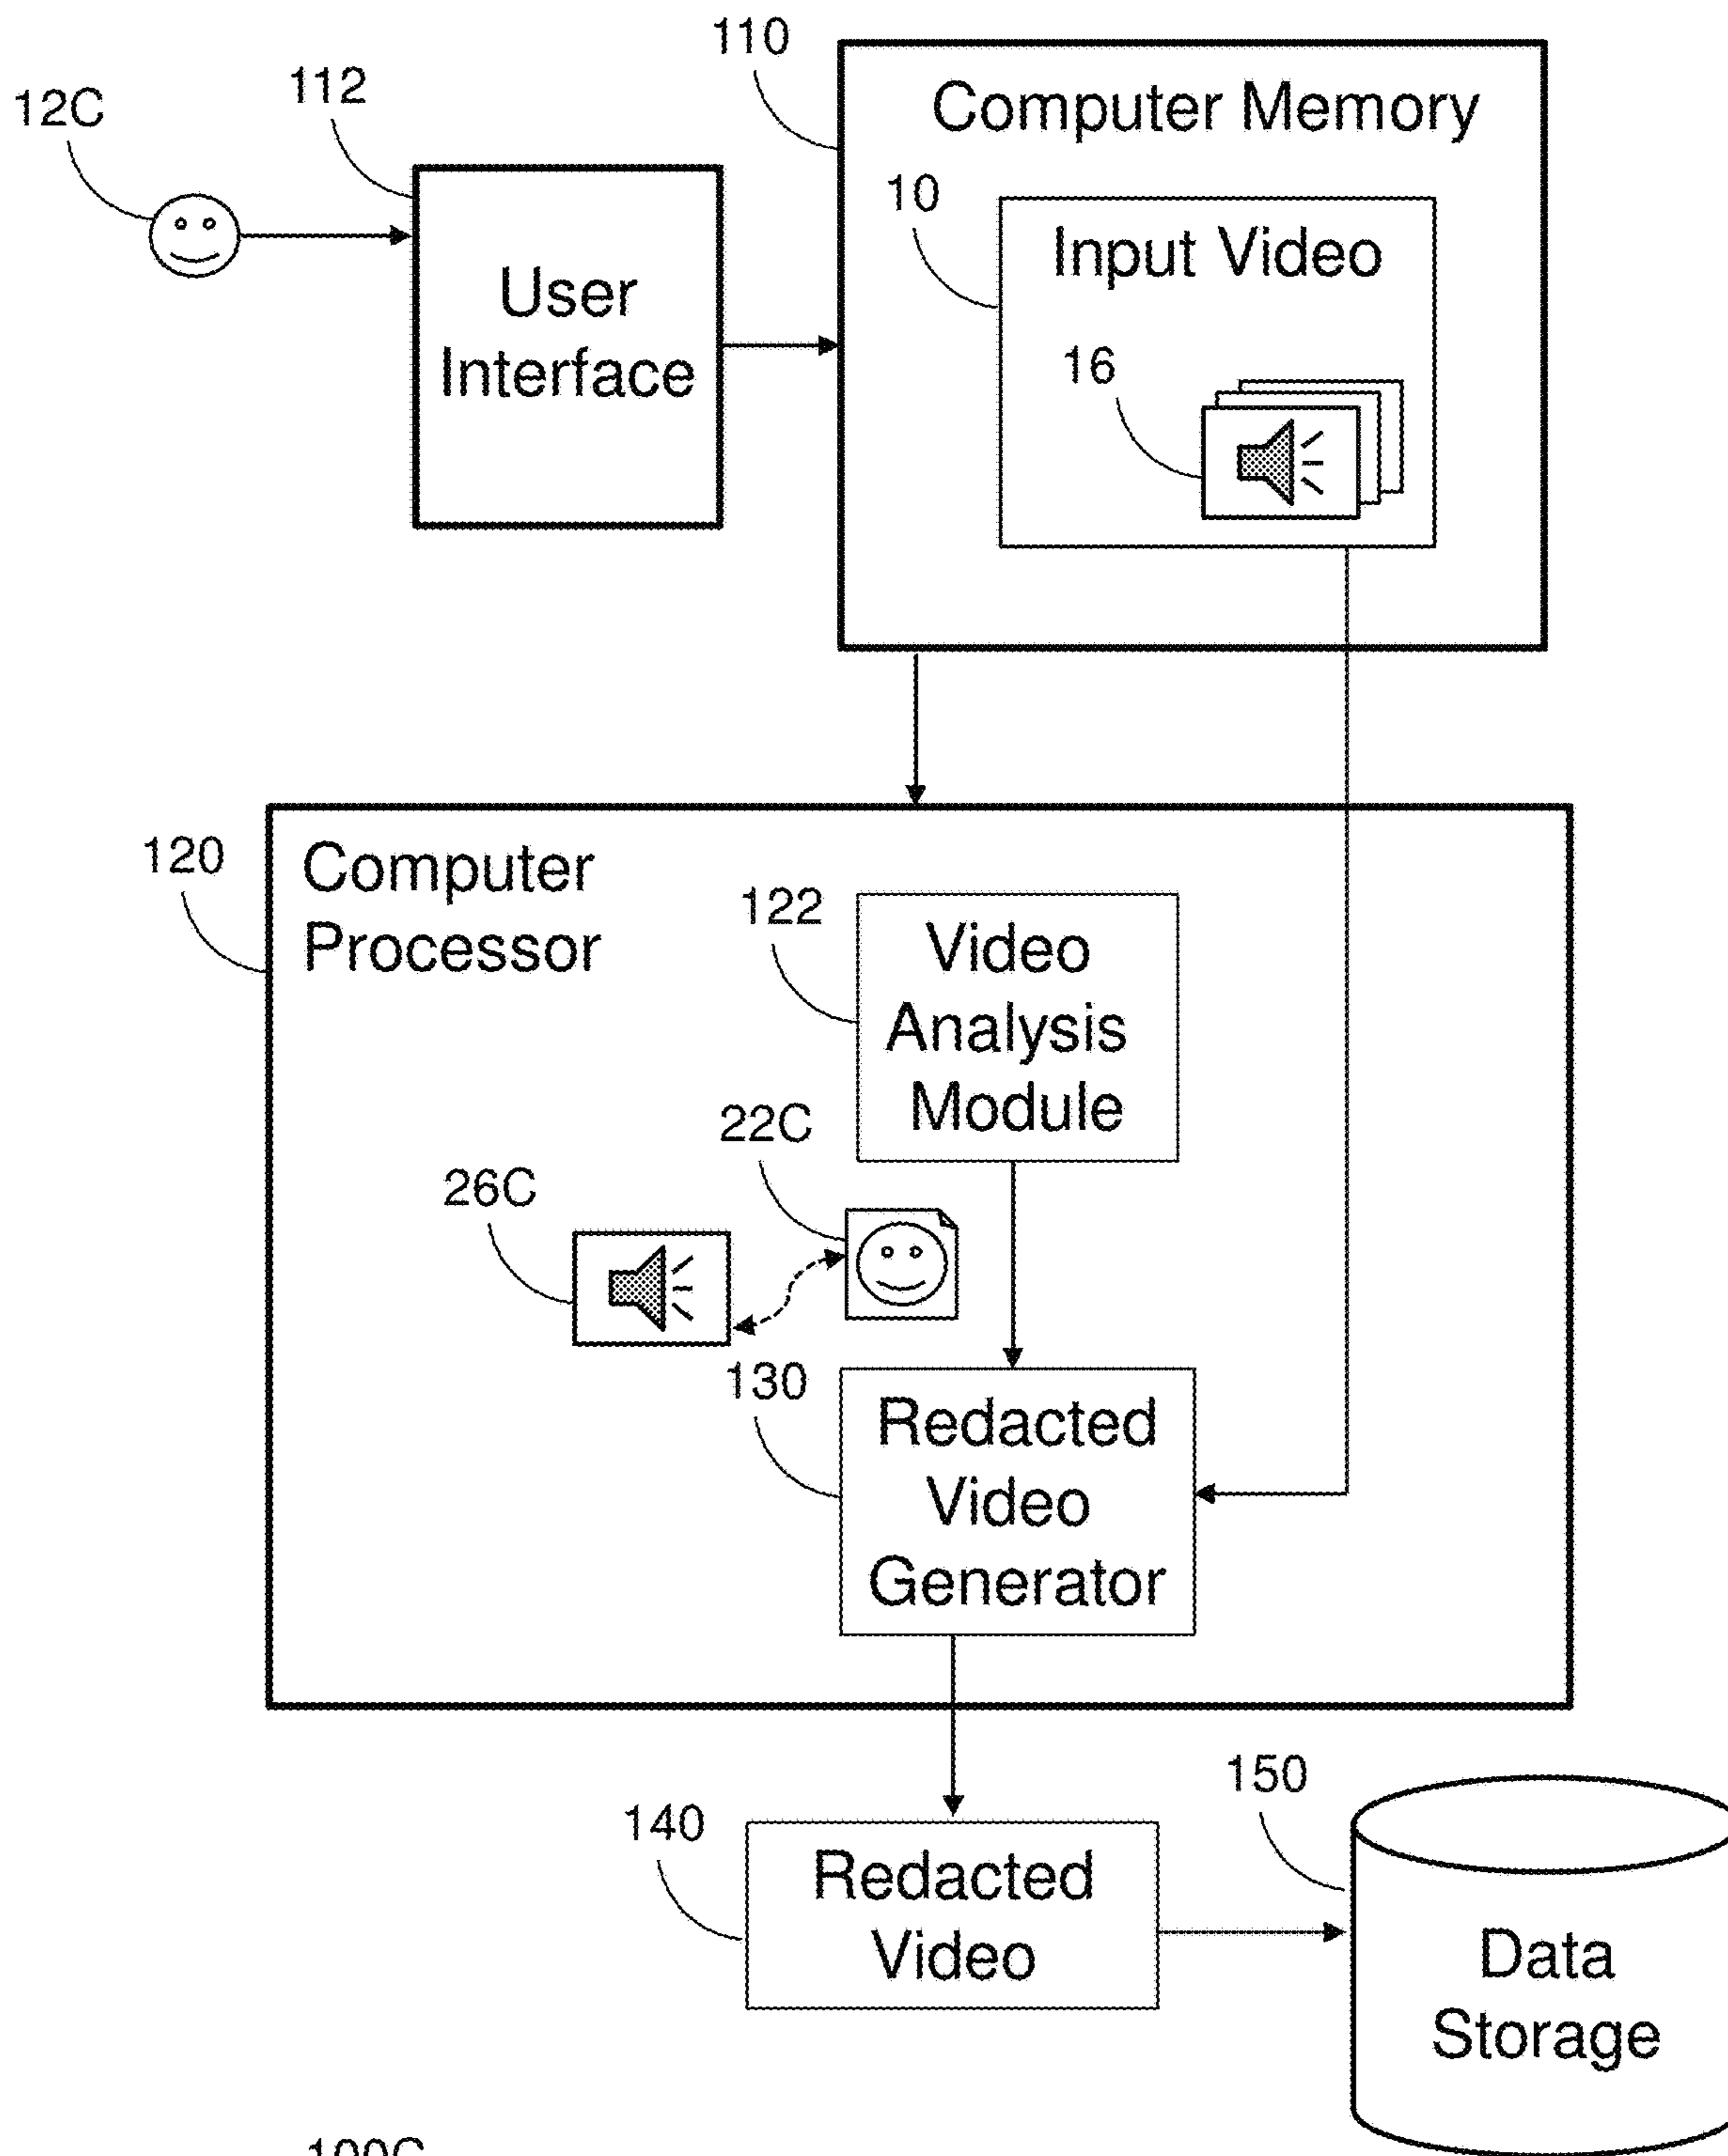 110
112
12C
Computer Memory
10
Input Video
User
Interface
16
120
Computer
Processor
122
Video
Analysis
Module
22C
26C
130
Redacted
Video
Generator
150
140
Redacted
Video
Data
Storage
100C